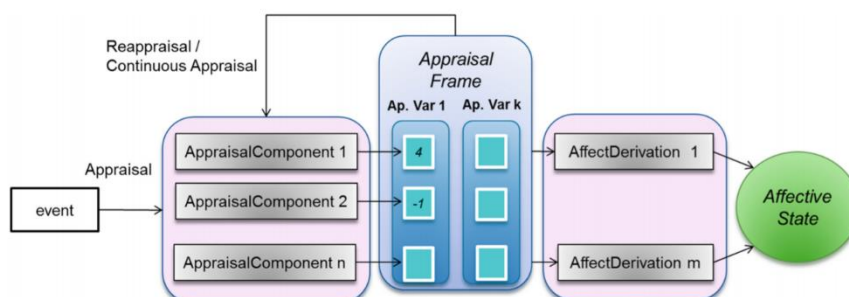 Reappraisal /
Continuous Appraisal
Appraisal
Frame
Ap. Var 1 Ap. Var k
Appraisal
event
AppraisalComponent 1
4
AffectDerivation 1
AppraisalComponent 2
-1
Affective
State
AppraisalComponent n
AffectDerivation m